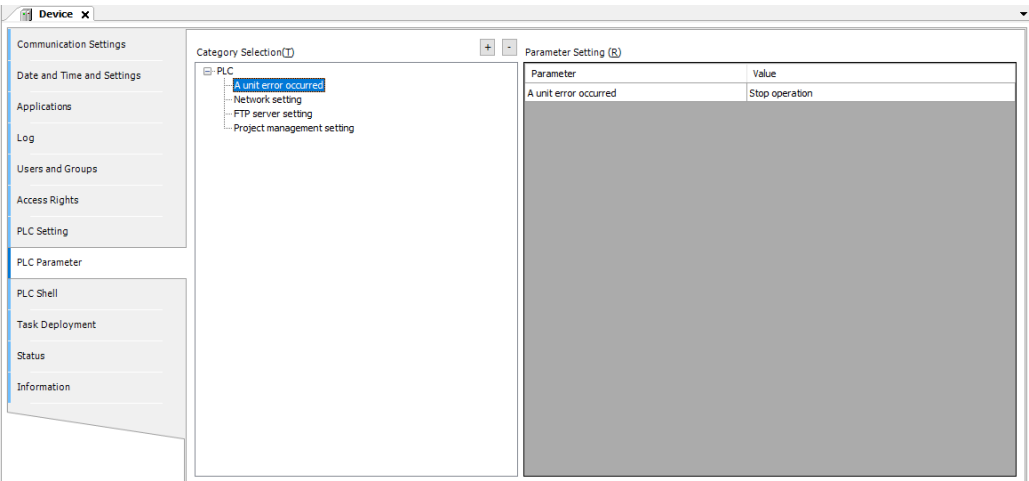 Device
Communication Settings
Date and Time and Settings
Applications
Log
Users and Groups
Access Rights
PLC Setting
PLC Parameter
PLC Shell
Task Deployment
Status
Information
Category Selection(T)
+ -
PLC
A unit error occurred
Network setting
FTP server setting
Project management setting
Parameter Setting (R)
Parameter Value
A unit error occurred Stop operation